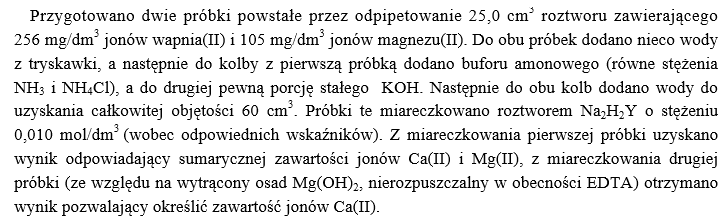 Przygotowano dwie próbki powstałe przez odpipetowanie 25,0 cm³ roztworu zawierającego
256 mg/dm³ jonów wapnia(II) i 105 mg/dm³ jonów magnezu(II). Do obu próbek dodano nieco wody
z tryskawki, a następnie do kolby z pierwszą próbką dodano buforu amonowego (równe stężenia
NH₃ i NH₄Cl), a do drugiej pewną porcję stałego KOH. Następnie do obu kolb dodano wody do
uzyskania całkowitej objętości 60 cm³. Próbki te miareczkowano roztworem Na₂H₂Y o stężeniu
0,010 mol/dm³ (wobec odpowiednich wskaźników). Z miareczkowania pierwszej próbki uzyskano
wynik odpowiadający sumarycznej zawartości jonów Ca(II) i Mg(II), z miareczkowania drugiej
próbki (ze względu na wytrącony osad Mg(OH)₂, nierozpuszczalny w obecności EDTA) otrzymano
wynik pozwalający określić zawartość jonów Ca(II).